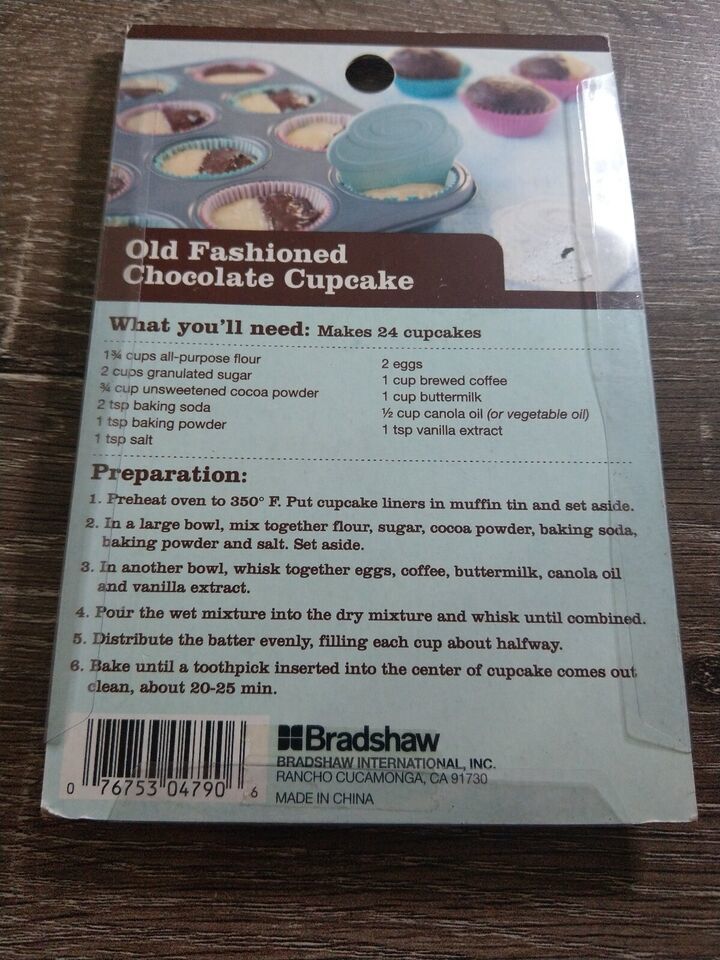 Old Fashioned
Chocolate Cupcake
What you'll need: Makes 24 cupcakes
1¾ cups all-purpose flour
2 cups granulated sugar
¾ cup unsweetened cocoa powder
2 tsp baking soda
1 tsp baking powder
1 tsp salt
2 eggs
1 cup brewed coffee
1 cup buttermilk
½ cup canola oil (or vegetable oil)
1 tsp vanilla extract
Preparation:
1. Preheat oven to 350° F. Put cupcake liners in muffin tin and set aside.
2. In a large bowl, mix together flour, sugar, cocoa powder, baking soda,
baking powder and salt. Set aside.
3. In another bowl, whisk together eggs, coffee, buttermilk, canola oil
and vanilla extract.
4. Pour the wet mixture into the dry mixture and whisk until combined.
5. Distribute the batter evenly, filling each cup about halfway.
6. Bake until a toothpick inserted into the center of cupcake comes out
clean, about 20-25 min.
0 76753 04790 6
Bradshaw
BRADSHAW INTERNATIONAL, INC.
RANCHO CUCAMONGA, CA 91730
MADE IN CHINA